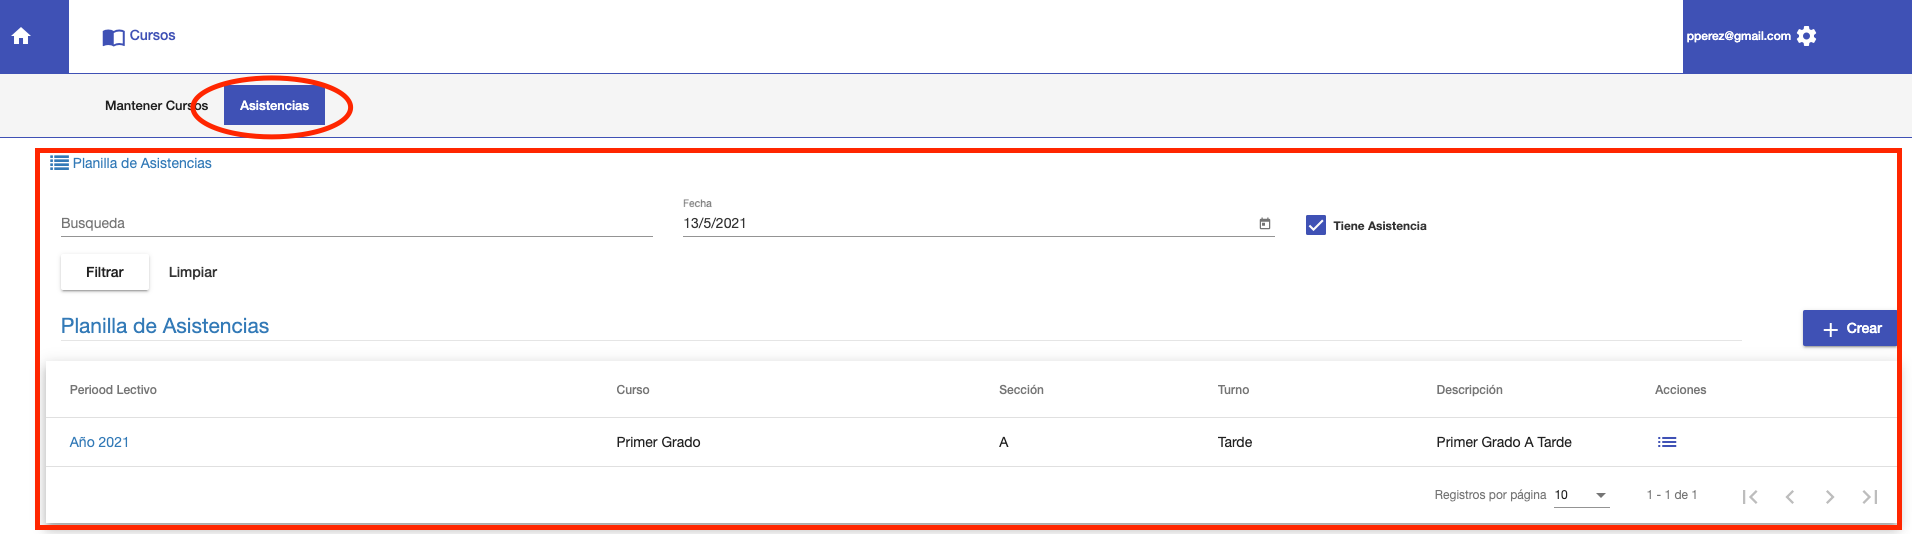 Cursos
pperez@gmail.com
Mantener Cursos
Asistencias
Planilla de Asistencias
Busqueda
Fecha
13/5/2021
Tiene Asistencia
Filtrar
Limpiar
Planilla de Asistencias
Crear
Periood Lectivo Curso Sección Turno Descripción Acciones
Año 2021 Primer Grado A Tarde Primer Grado A Tarde
Registros por página 10 1 - 1 de 1